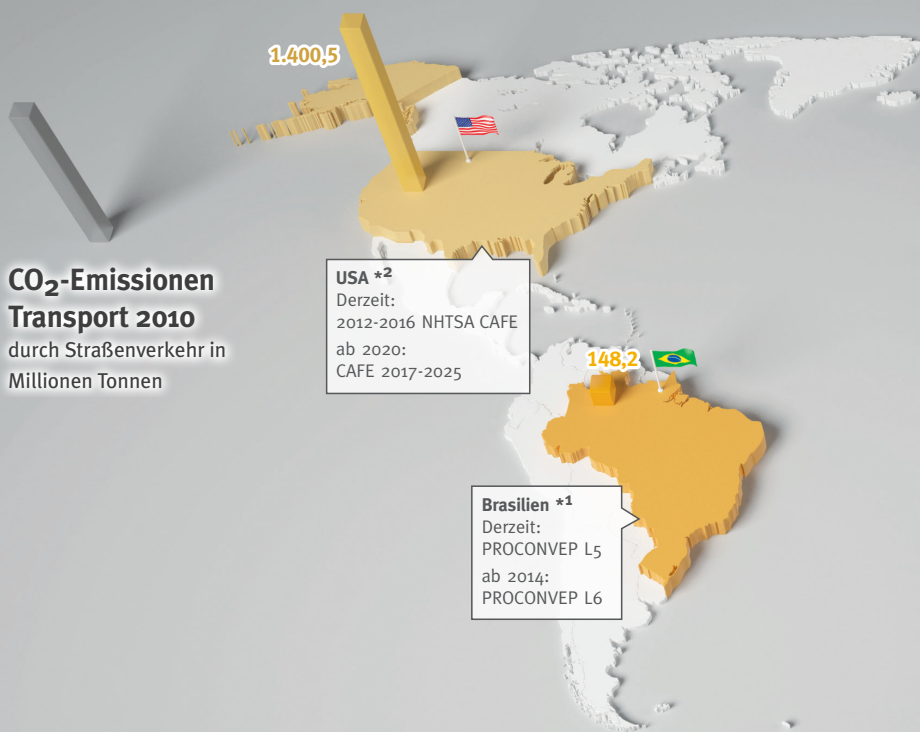 1.400,5
CO₂-Emissionen
Transport 2010
durch Straßenverkehr in
Millionen Tonnen
USA *²
Derzeit:
2012-2016 NHTSA CAFE
ab 2020:
CAFE 2017-2025
148,2
Brasilien *¹
Derzeit:
PROCONVEP L5
ab 2014:
PROCONVEP L6